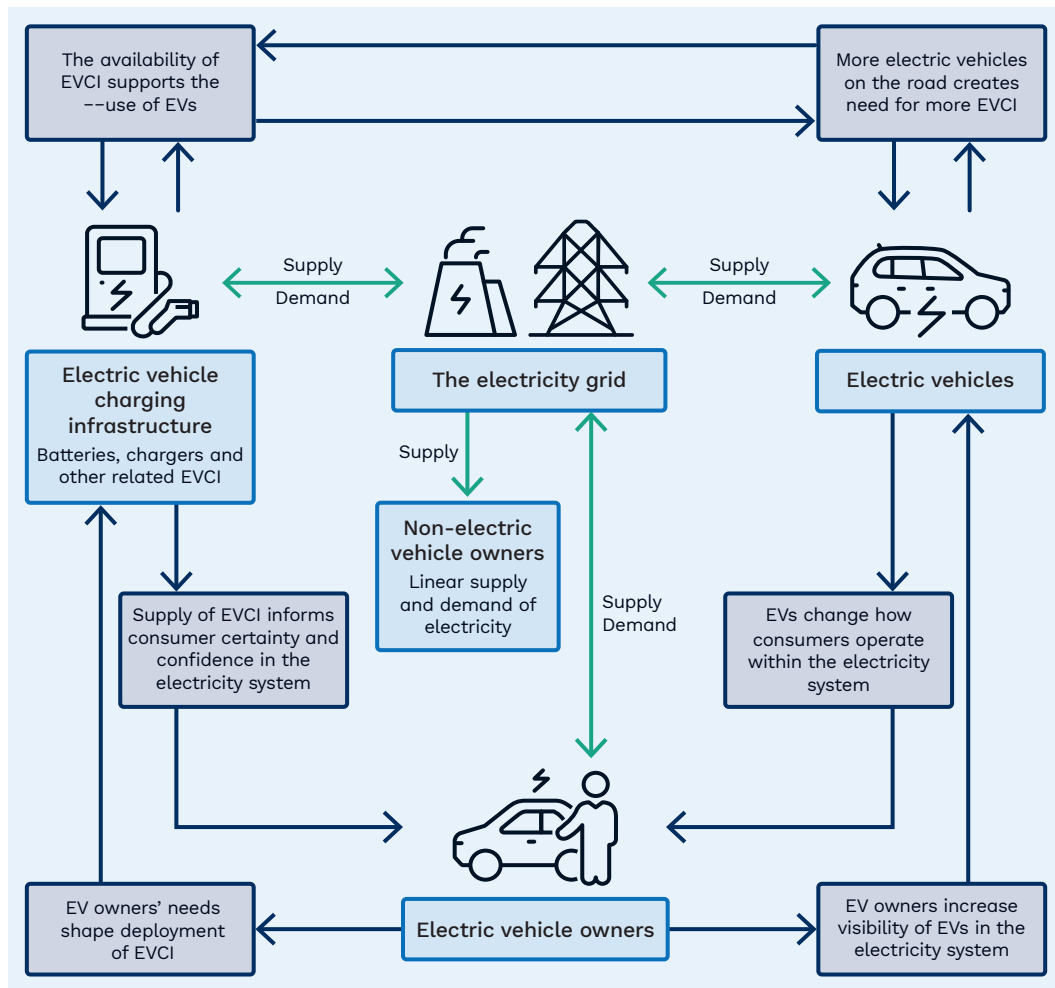 The availability of
EVCI supports the
––use of EVs
More electric vehicles
on the road creates
need for more EVCI
Supply
Demand
Supply
Demand
Electric vehicle
charging
infrastructure
Batteries, chargers and
other related EVCI
The electricity grid
Electric vehicles
Supply
Non-electric
vehicle owners
Linear supply
and demand of
electricity
Supply
Demand
Supply of EVCI informs
consumer certainty and
confidence in the
electricity system
EVs change how
consumers operate
within the electricity
system
EV owners’ needs
shape deployment
of EVCI
Electric vehicle owners
EV owners increase
visibility of EVs in the
electricity system